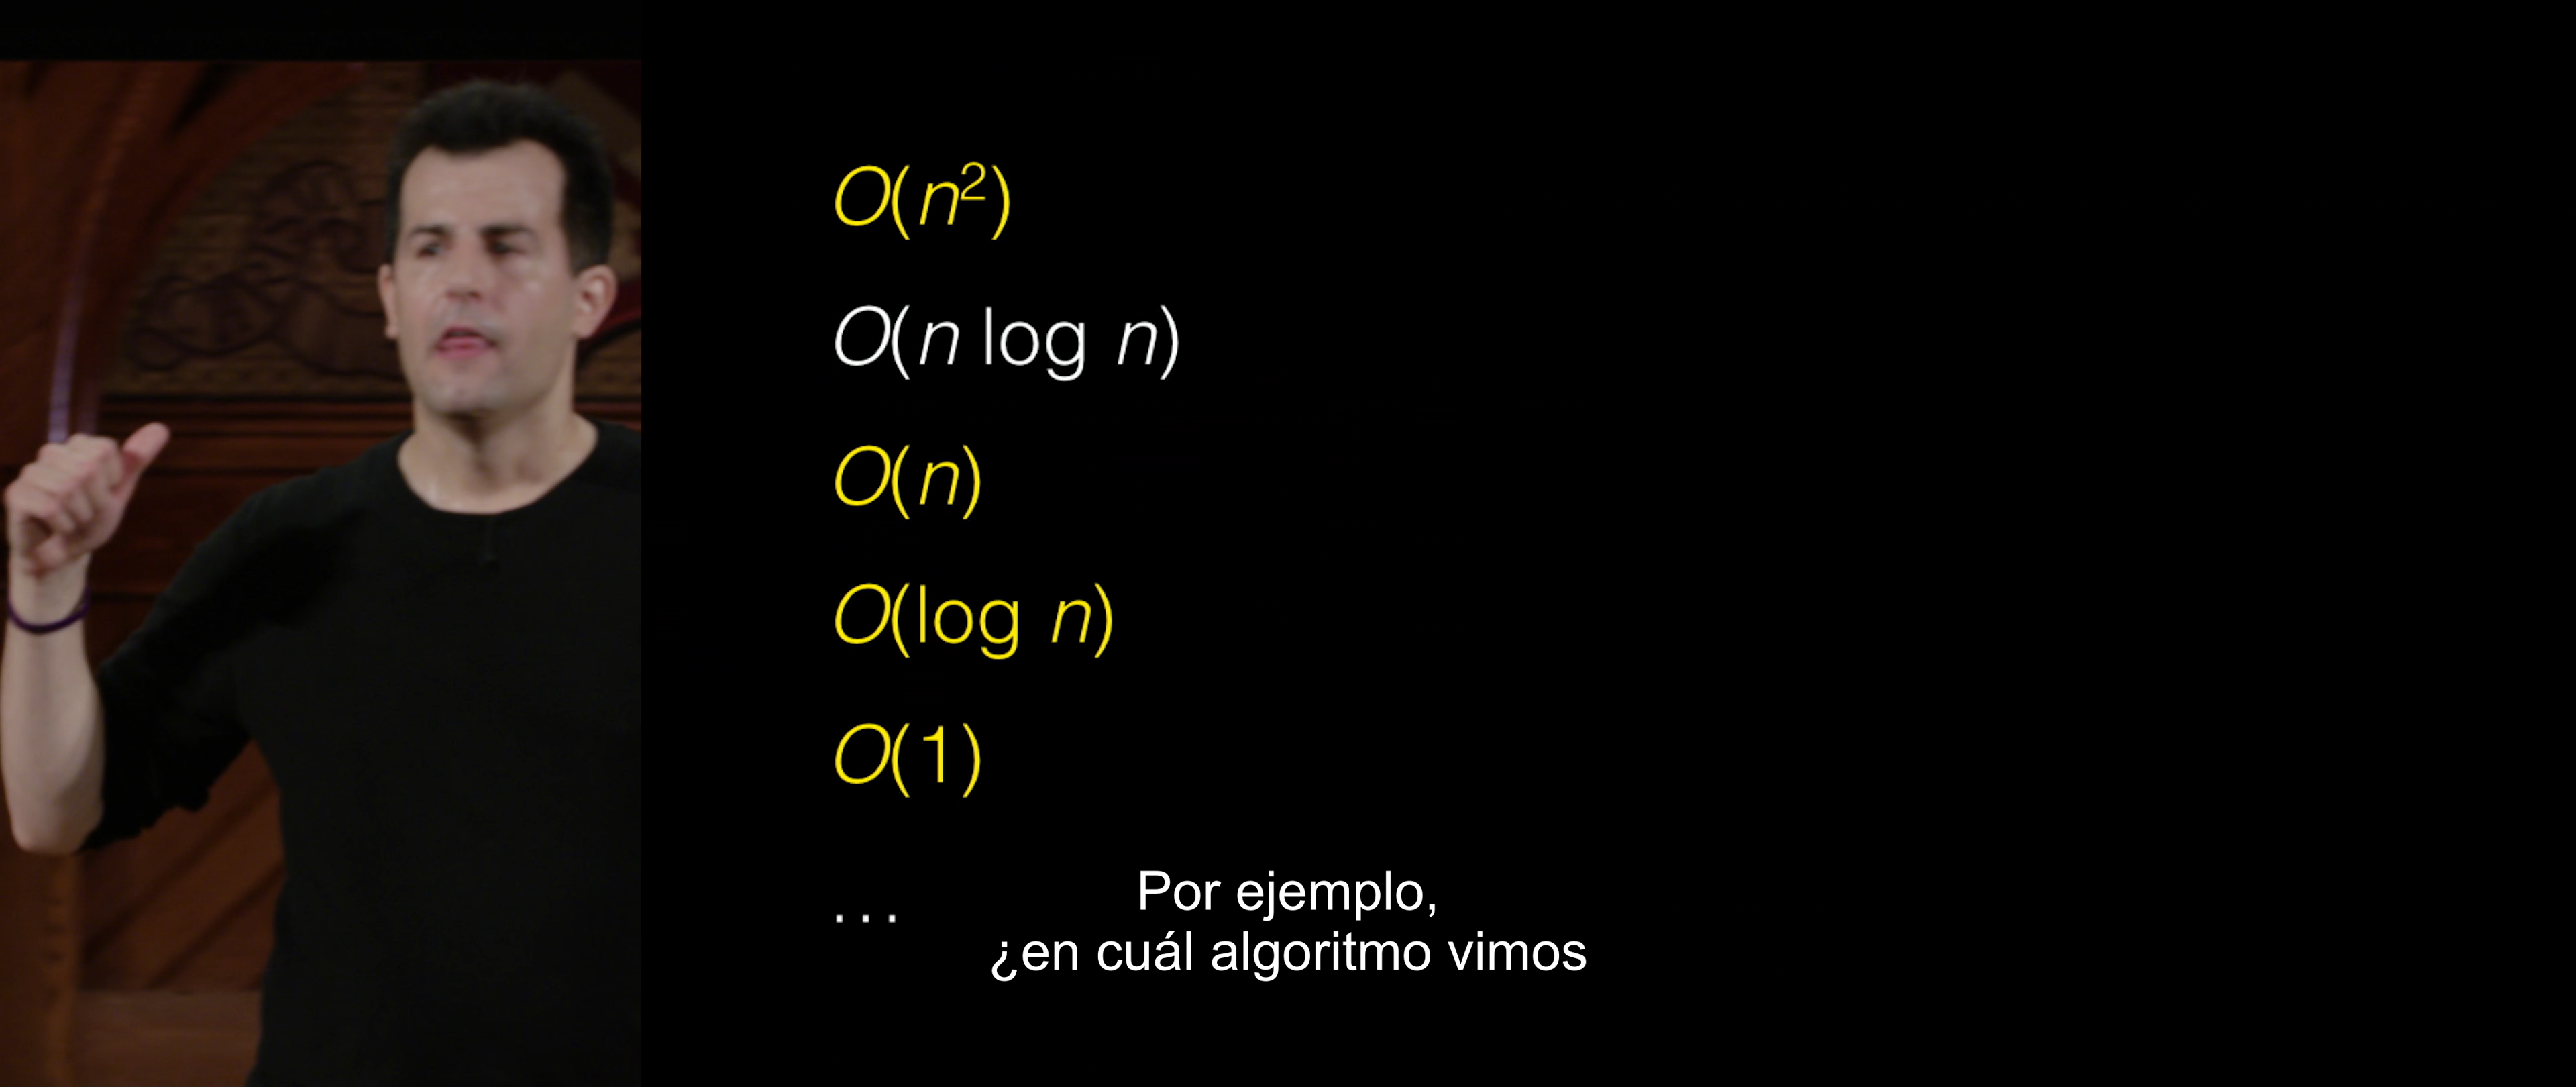 O(n²)
O(n log n)
O(n)
O(log n)
O(1)
...
Por ejemplo,
¿en cuál algoritmo vimos